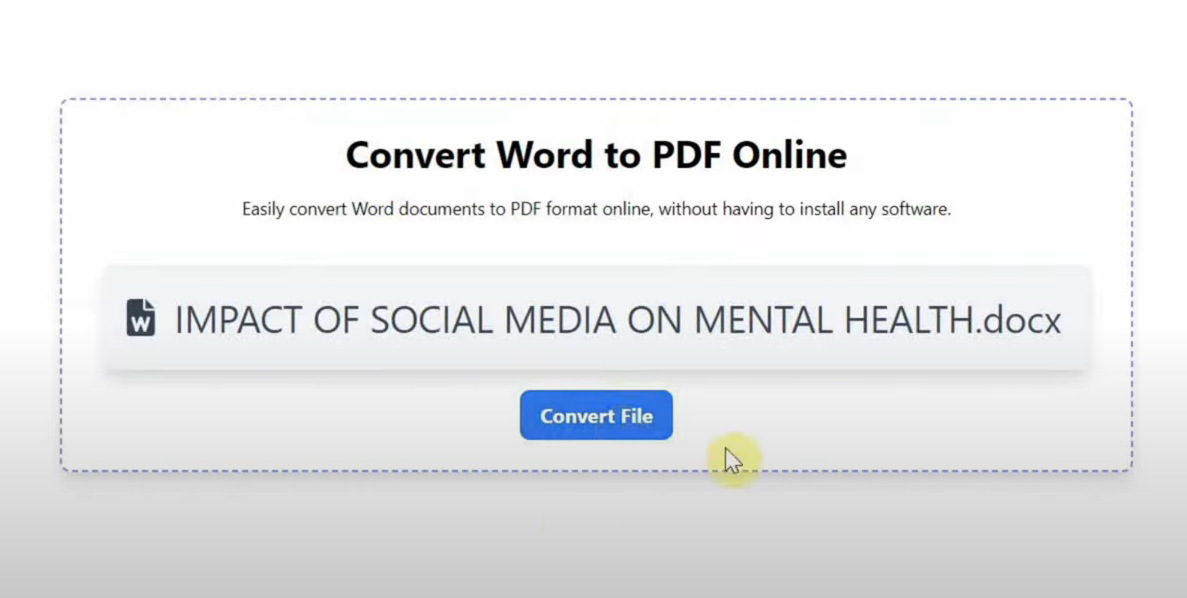 Convert Word to PDF Online
Easily convert Word documents to PDF format online, without having to install any software.
W IMPACT OF SOCIAL MEDIA ON MENTAL HEALTH.docx
Convert File